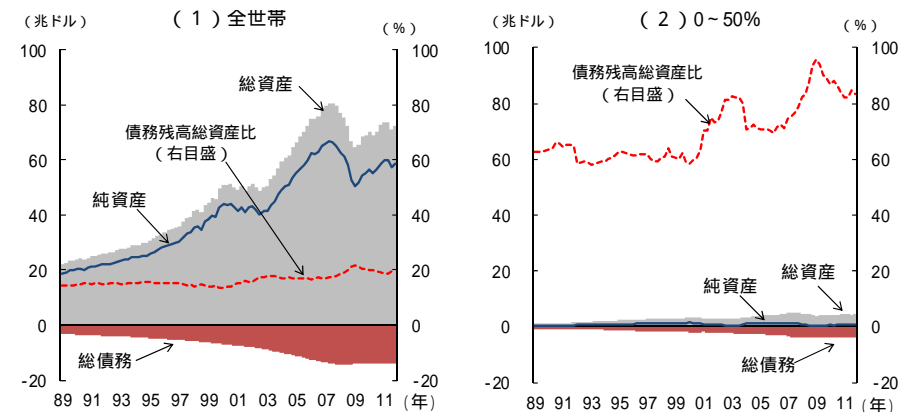 （１）全世帯
（兆ドル）
（％）
100 100
80 80
60 60
40 40
20 20
0 0
-20 -20
総資産
債務残高総資産比
（右目盛）
純資産
総債務
89 91 93 95 97 99 01 03 05 07 09 11 (年)
（２）0～50%
（兆ドル）
（％）
100 100
80 80
60 60
40 40
20 20
0 0
-20 -20
債務残高総資産比
（右目盛）
純資産
総資産
総債務
89 91 93 95 97 99 01 03 05 07 09 11 (年)